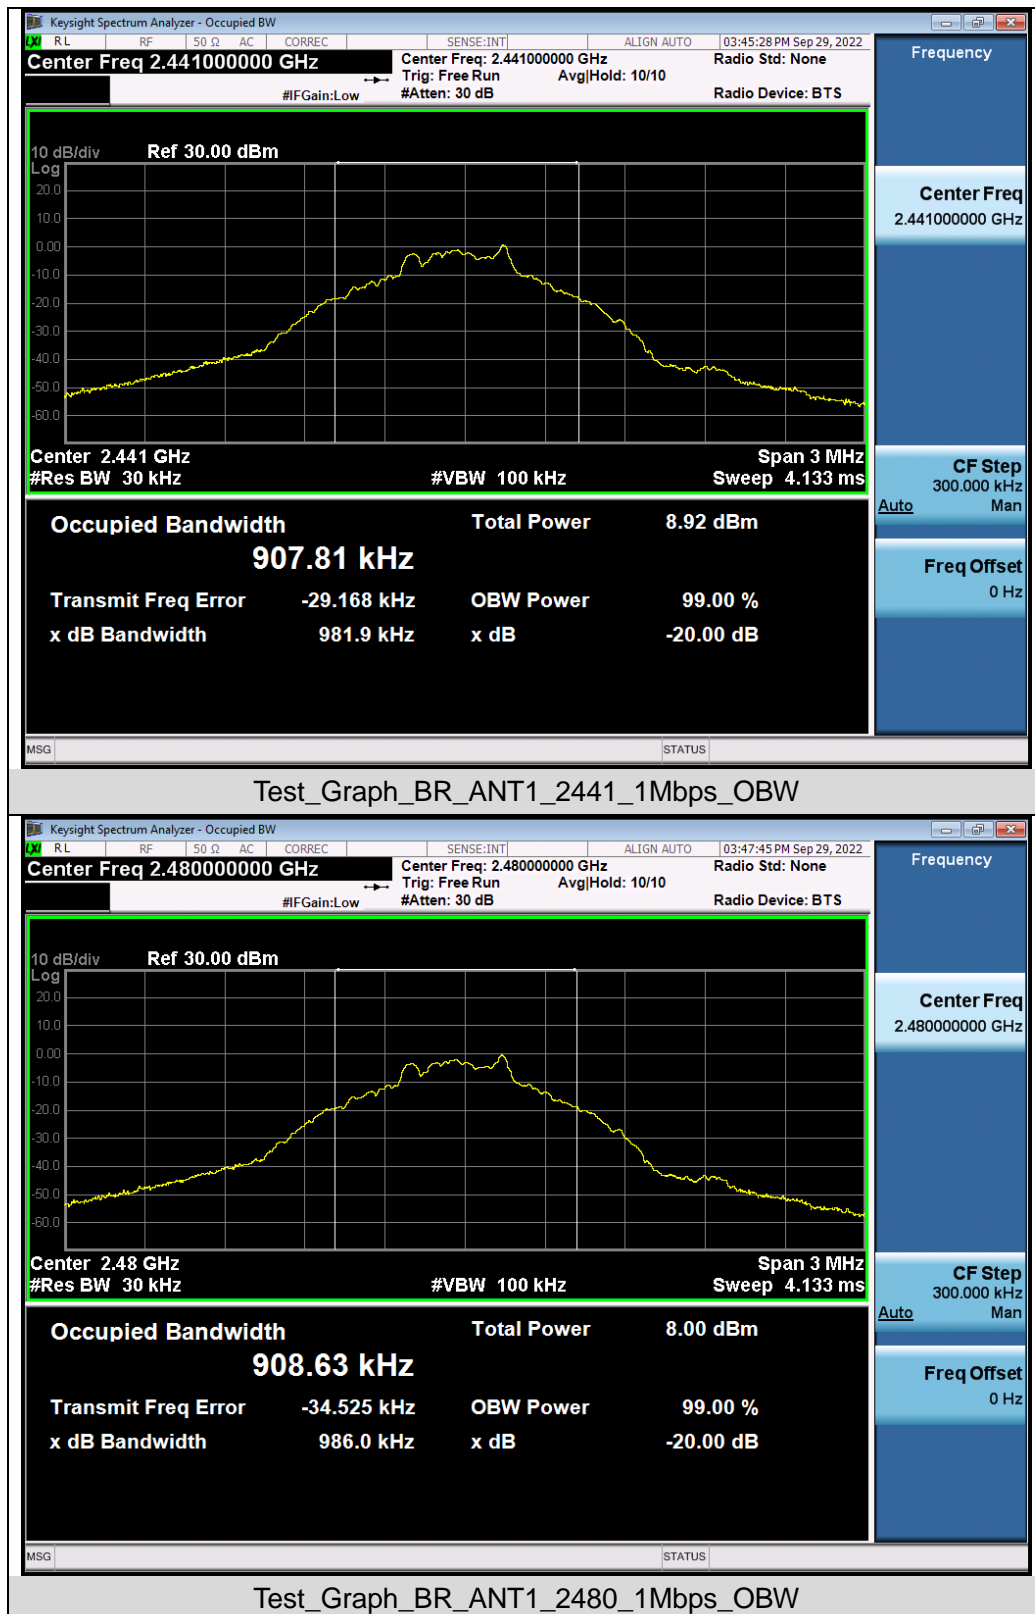 Keysight Spectrum Analyzer - Occupied BW
LXI RL RF 50 Ω AC CORREC SENSE:INT ALIGN AUTO 03:45:28 PM Sep 29, 2022
Center Freq 2.441000000 GHz
Center Freq: 2.441000000 GHz Radio Std: None
Trig: Free Run Avg|Hold: 10/10
#IFGain:Low #Atten: 30 dB Radio Device: BTS
Frequency
10 dB/div Ref 30.00 dBm
Log
20.0
10.0
0.00
-10.0
-20.0
-30.0
-40.0
-50.0
-60.0
Center 2.441 GHz Span 3 MHz
#Res BW 30 kHz #VBW 100 kHz Sweep 4.133 ms
Center Freq
2.441000000 GHz
CF Step
300.000 kHz
Auto Man
Freq Offset
0 Hz
Occupied Bandwidth Total Power 8.92 dBm
907.81 kHz
Transmit Freq Error -29.168 kHz OBW Power 99.00 %
x dB Bandwidth 981.9 kHz x dB -20.00 dB
MSG STATUS
Test_Graph_BR_ANT1_2441_1Mbps_OBW
Keysight Spectrum Analyzer - Occupied BW
LXI RL RF 50 Ω AC CORREC SENSE:INT ALIGN AUTO 03:47:45 PM Sep 29, 2022
Center Freq 2.480000000 GHz
Center Freq: 2.480000000 GHz Radio Std: None
Trig: Free Run Avg|Hold: 10/10
#IFGain:Low #Atten: 30 dB Radio Device: BTS
Frequency
10 dB/div Ref 30.00 dBm
Log
20.0
10.0
0.00
-10.0
-20.0
-30.0
-40.0
-50.0
-60.0
Center 2.48 GHz Span 3 MHz
#Res BW 30 kHz #VBW 100 kHz Sweep 4.133 ms
Center Freq
2.480000000 GHz
CF Step
300.000 kHz
Auto Man
Freq Offset
0 Hz
Occupied Bandwidth Total Power 8.00 dBm
908.63 kHz
Transmit Freq Error -34.525 kHz OBW Power 99.00 %
x dB Bandwidth 986.0 kHz x dB -20.00 dB
MSG STATUS
Test_Graph_BR_ANT1_2480_1Mbps_OBW